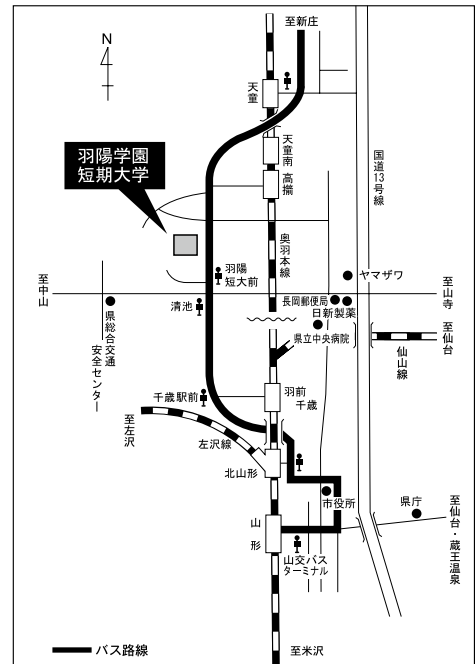 至新庄
N
天童
羽陽学園
短期大学
天童南
高擶
国道13号線
奥羽本線
羽陽
短大前
ヤマザワ
至中山
長岡郵便局
至山寺
清池
日新製薬
県立中央病院
至仙台
仙山線
県総合交通
安全センター
千歳駅前
羽前千歳
至左沢
左沢線
北山形
市役所
県庁
山形
山交バス
ターミナル
至仙台・蔵王温泉
バス路線
至米沢